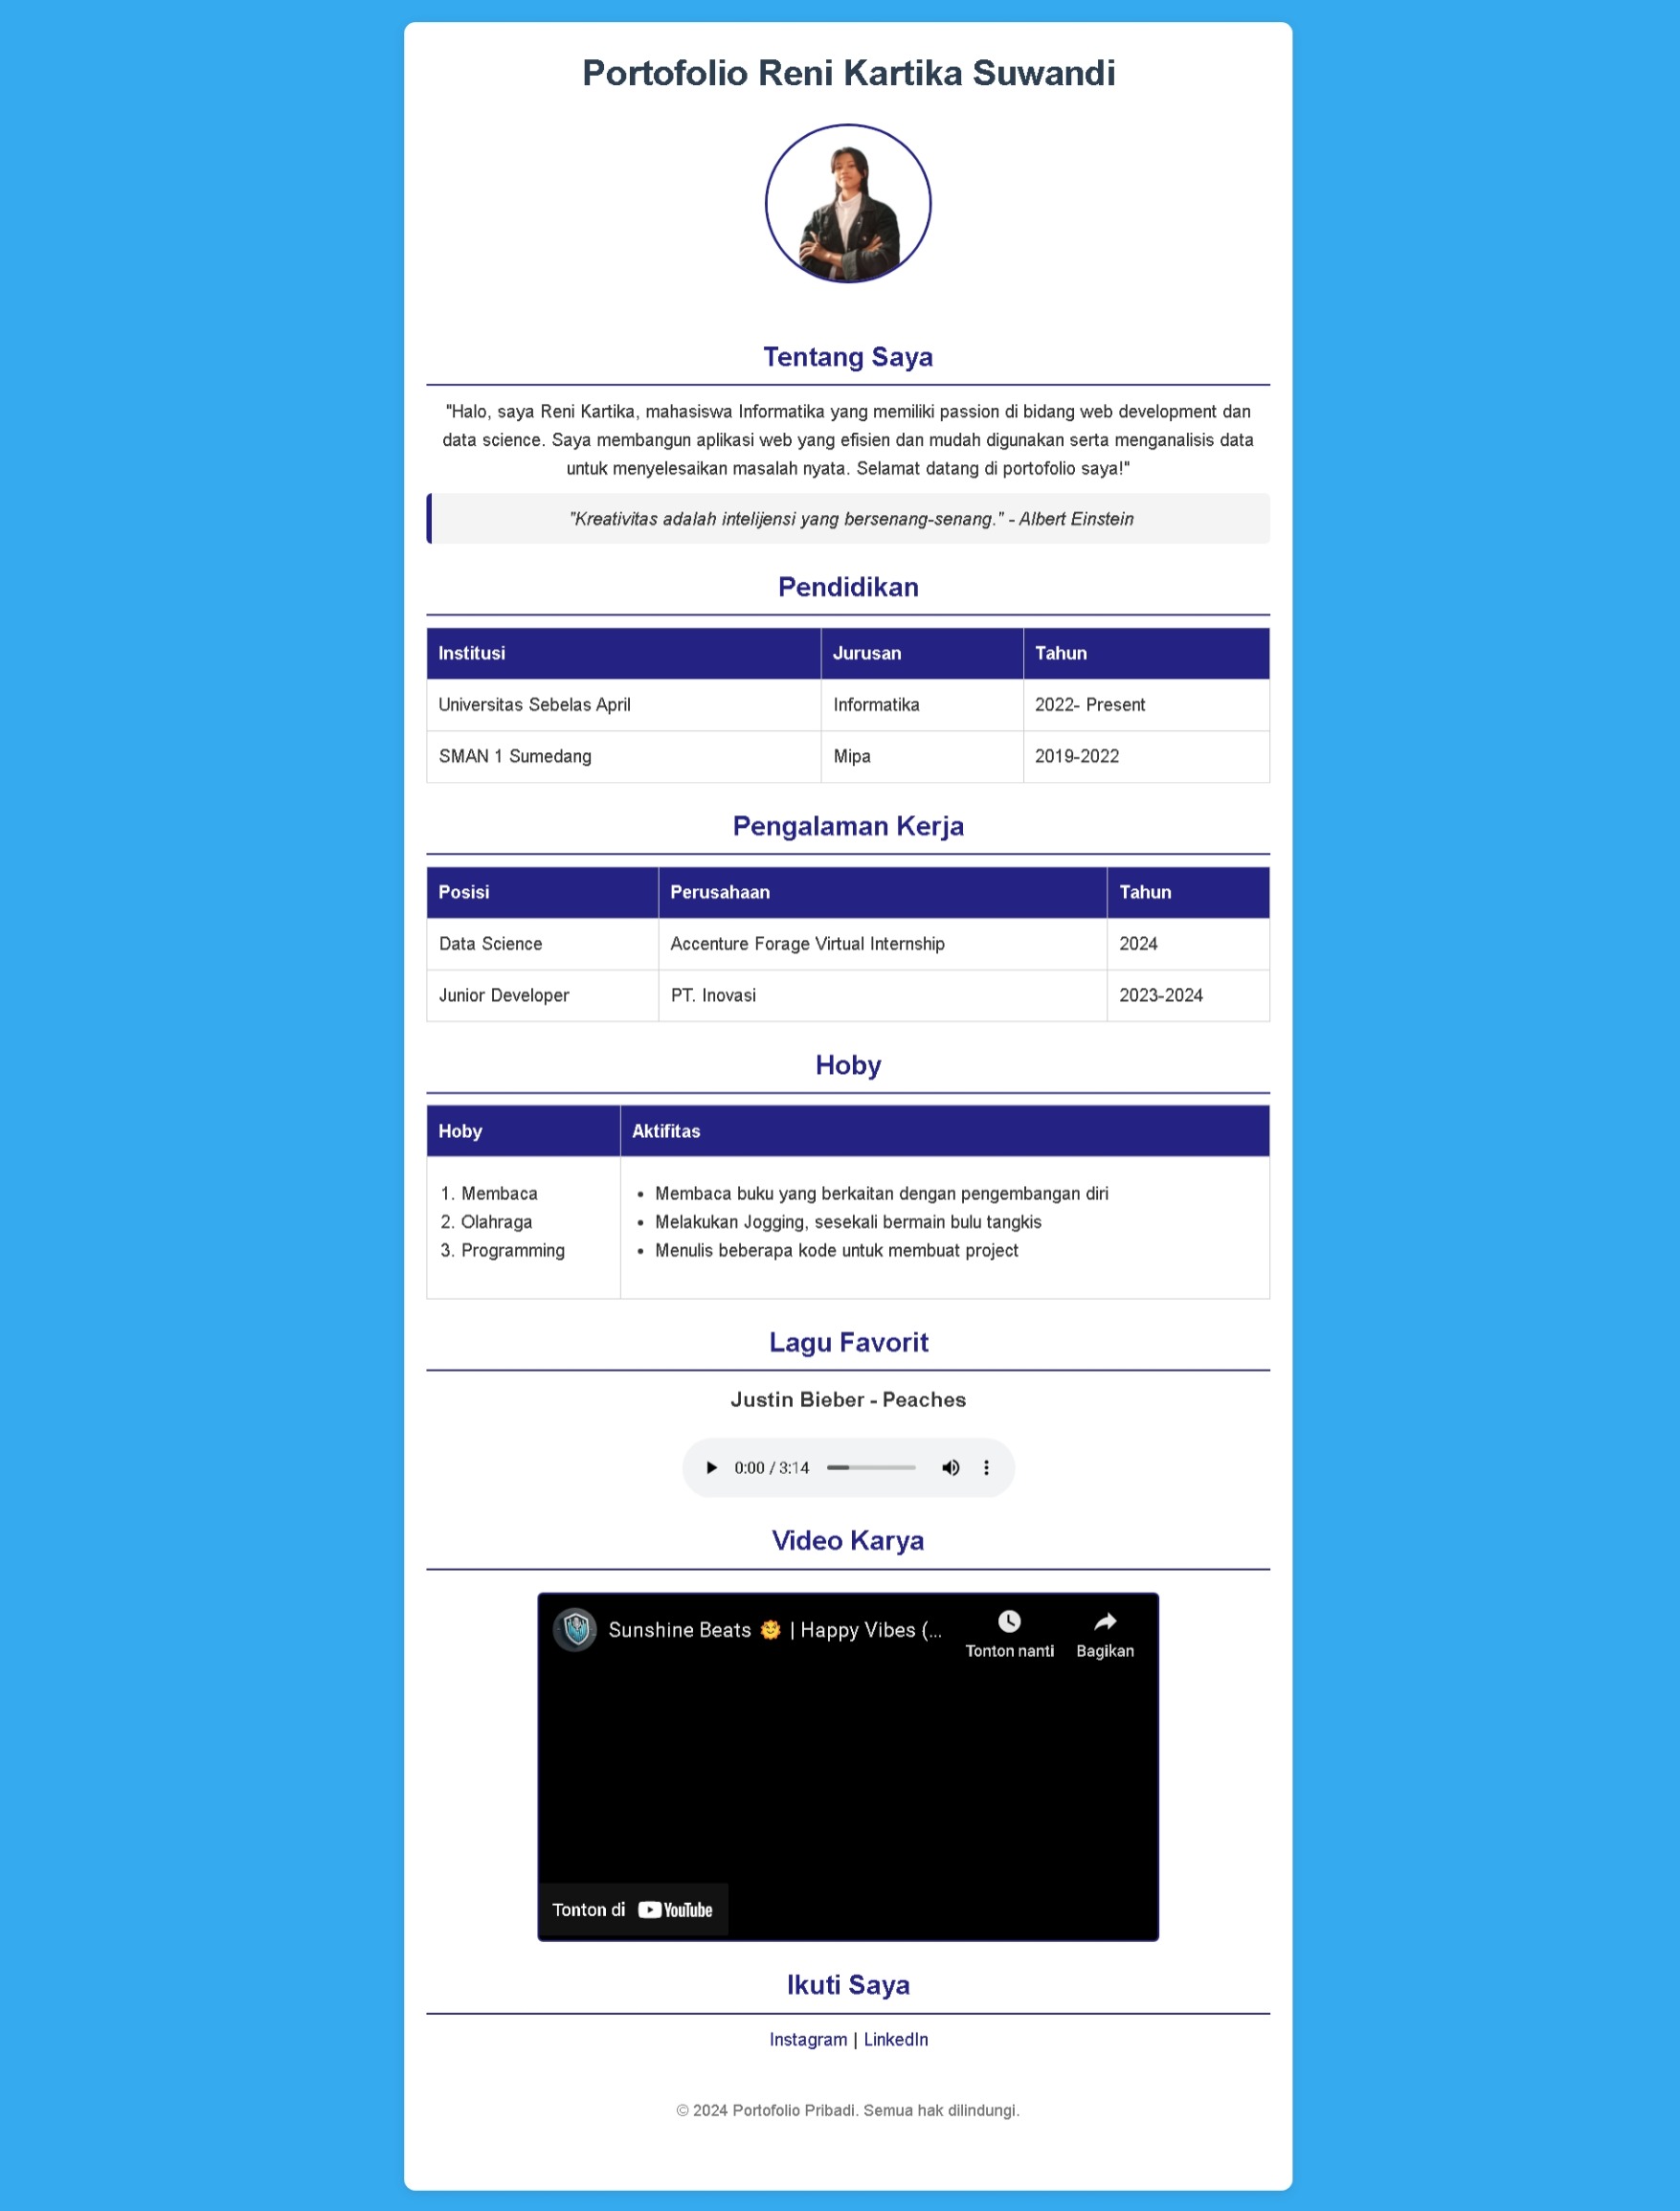 Portofolio Reni Kartika Suwandi
Tentang Saya
"Halo, saya Reni Kartika, mahasiswa Informatika yang memiliki passion di bidang web development dan
data science. Saya membangun aplikasi web yang efisien dan mudah digunakan serta menganalisis data
untuk menyelesaikan masalah nyata. Selamat datang di portofolio saya!"
"Kreativitas adalah intelijensi yang bersenang-senang." - Albert Einstein
Pendidikan
Institusi Jurusan Tahun
Universitas Sebelas April Informatika 2022- Present
SMAN 1 Sumedang Mipa 2019-2022
Pengalaman Kerja
Posisi Perusahaan Tahun
Data Science Accenture Forage Virtual Internship 2024
Junior Developer PT. Inovasi 2023-2024
Hoby
Hoby Aktifitas
1. Membaca • Membaca buku yang berkaitan dengan pengembangan diri
2. Olahraga • Melakukan Jogging, sesekali bermain bulu tangkis
3. Programming • Menulis beberapa kode untuk membuat project
Lagu Favorit
Justin Bieber - Peaches
0:00 / 3:14
Video Karya
Sunshine Beats 🌞 | Happy Vibes (...
Tonton nanti Bagikan
Tonton di YouTube
Ikuti Saya
Instagram | LinkedIn
© 2024 Portofolio Pribadi. Semua hak dilindungi.